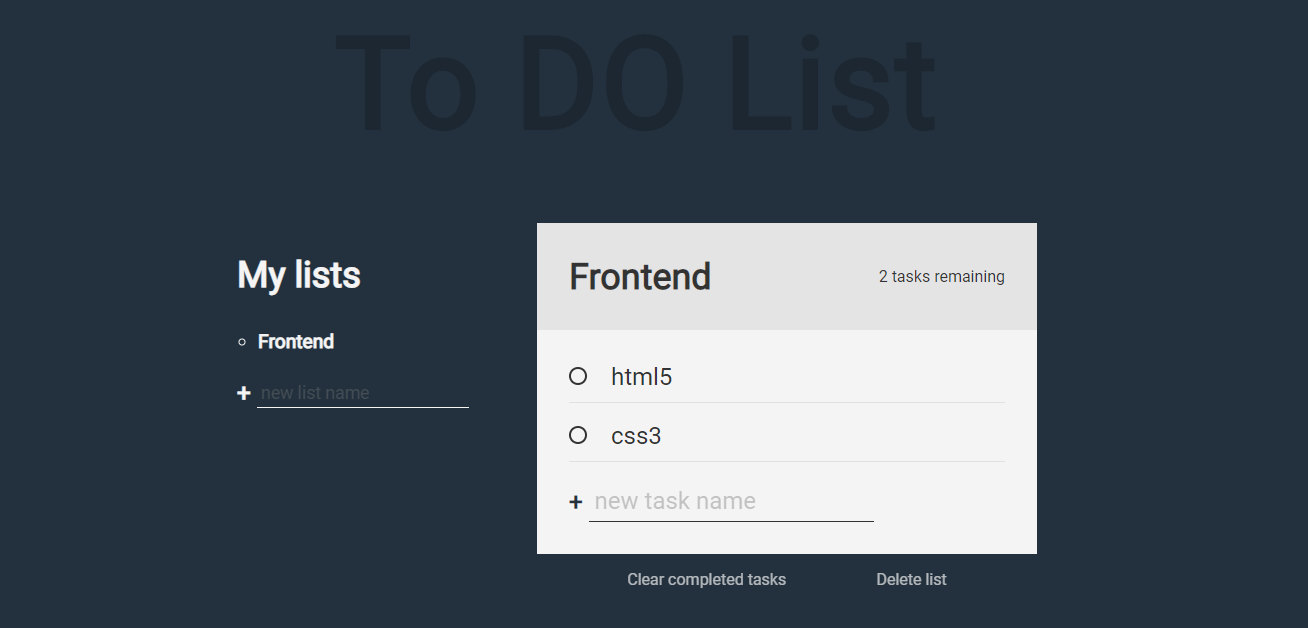 To DO List
My lists
Frontend
+ new list name
Frontend
2 tasks remaining
html5
css3
+ new task name
Clear completed tasks
Delete list